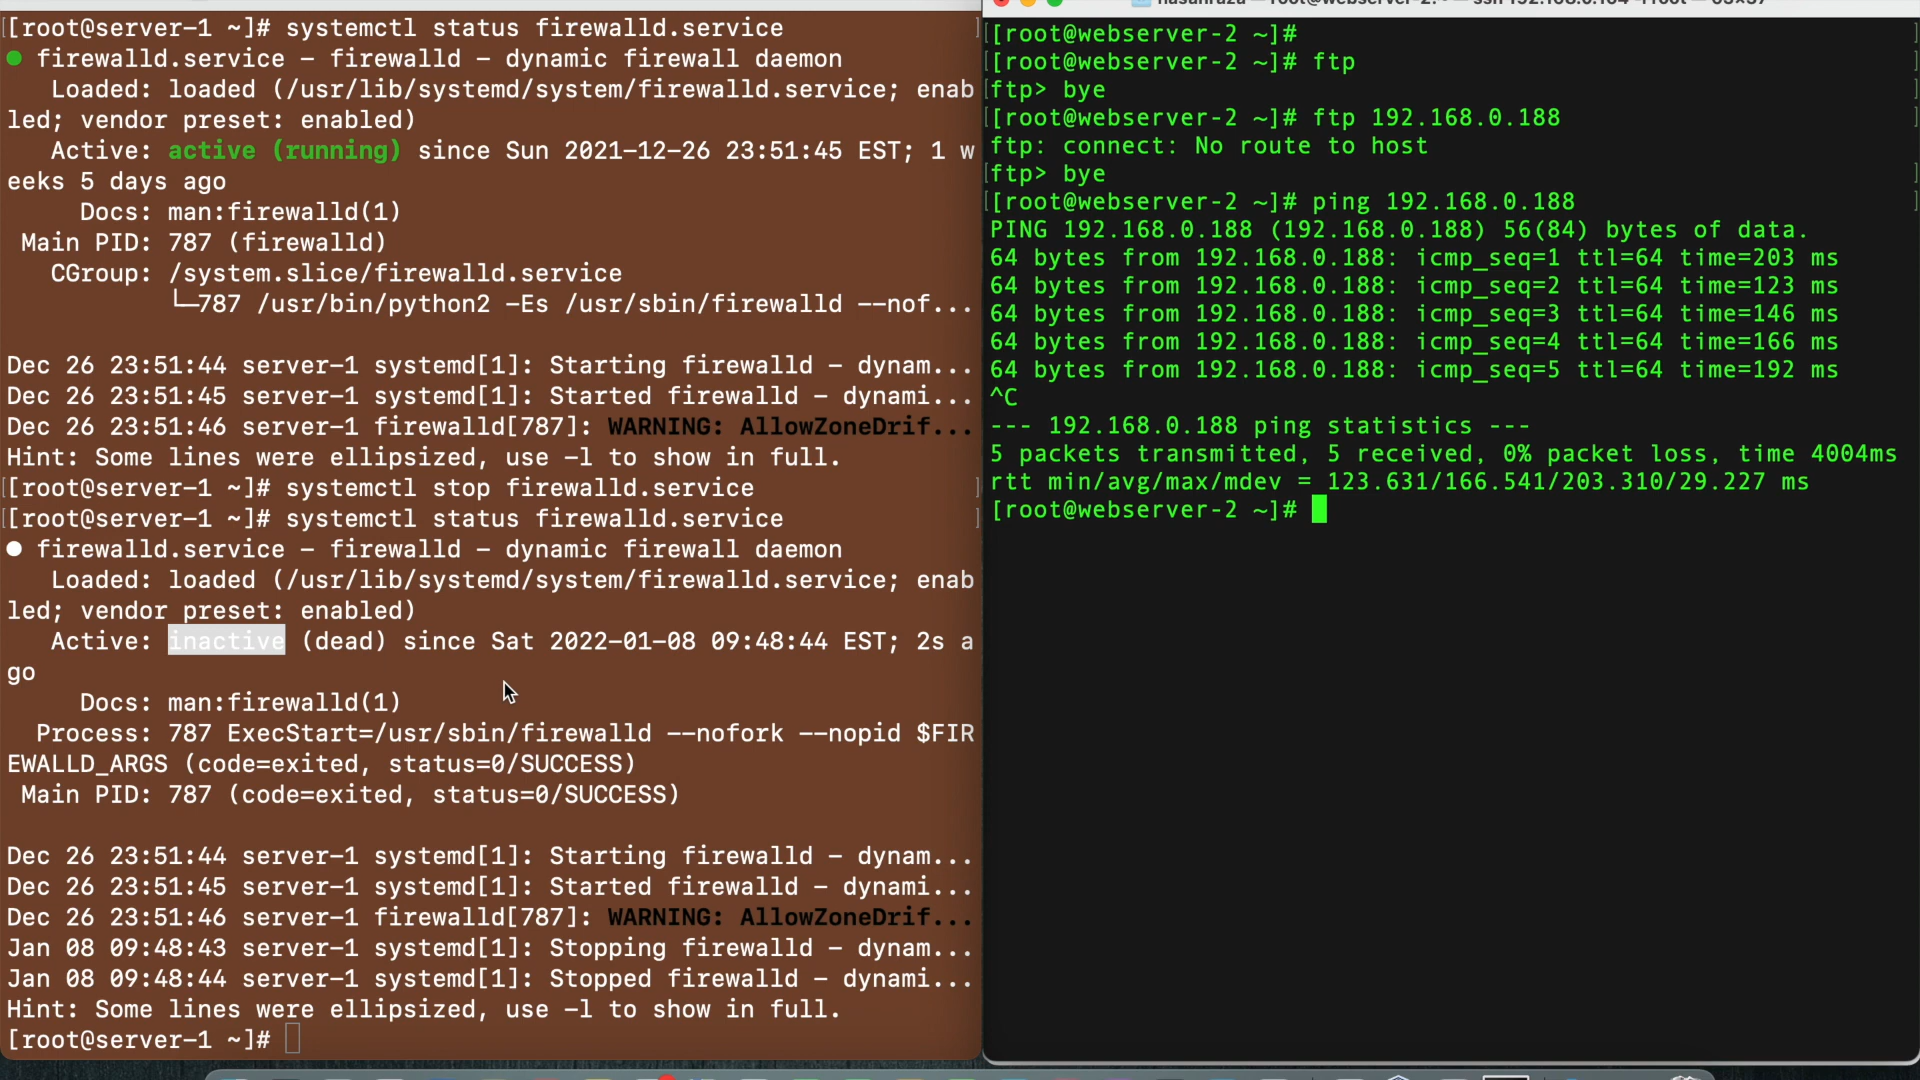 [root@server-1 ~]# systemctl status firewalld.service
● firewalld.service – firewalld – dynamic firewall daemon
Loaded: loaded (/usr/lib/systemd/system/firewalld.service; enab
led; vendor preset: enabled)
Active: active (running) since Sun 2021-12-26 23:51:45 EST; 1 w
eeks 5 days ago
Docs: man:firewalld(1)
Main PID: 787 (firewalld)
CGroup: /system.slice/firewalld.service
└─787 /usr/bin/python2 -Es /usr/sbin/firewalld --nof...
Dec 26 23:51:44 server-1 systemd[1]: Starting firewalld – dynam...
Dec 26 23:51:45 server-1 systemd[1]: Started firewalld – dynami...
Dec 26 23:51:46 server-1 firewalld[787]: WARNING: AllowZoneDrif...
Hint: Some lines were ellipsized, use -l to show in full.
[root@server-1 ~]# systemctl stop firewalld.service
[root@server-1 ~]# systemctl status firewalld.service
● firewalld.service – firewalld – dynamic firewall daemon
Loaded: loaded (/usr/lib/systemd/system/firewalld.service; enab
led; vendor preset: enabled)
Active: inactive (dead) since Sat 2022-01-08 09:48:44 EST; 2s a
go
Docs: man:firewalld(1)
Process: 787 ExecStart=/usr/sbin/firewalld --nofork --nopid $FIR
EWALLD_ARGS (code=exited, status=0/SUCCESS)
Main PID: 787 (code=exited, status=0/SUCCESS)
Dec 26 23:51:44 server-1 systemd[1]: Starting firewalld – dynam...
Dec 26 23:51:45 server-1 systemd[1]: Started firewalld – dynami...
Dec 26 23:51:46 server-1 firewalld[787]: WARNING: AllowZoneDrif...
Jan 08 09:48:43 server-1 systemd[1]: Stopping firewalld – dynam...
Jan 08 09:48:44 server-1 systemd[1]: Stopped firewalld – dynami...
Hint: Some lines were ellipsized, use -l to show in full.
[root@server-1 ~]#
[root@webserver-2 ~]#
[root@webserver-2 ~]# ftp
ftp> bye
[root@webserver-2 ~]# ftp 192.168.0.188
ftp: connect: No route to host
ftp> bye
[root@webserver-2 ~]# ping 192.168.0.188
PING 192.168.0.188 (192.168.0.188) 56(84) bytes of data.
64 bytes from 192.168.0.188: icmp_seq=1 ttl=64 time=203 ms
64 bytes from 192.168.0.188: icmp_seq=2 ttl=64 time=123 ms
64 bytes from 192.168.0.188: icmp_seq=3 ttl=64 time=146 ms
64 bytes from 192.168.0.188: icmp_seq=4 ttl=64 time=166 ms
64 bytes from 192.168.0.188: icmp_seq=5 ttl=64 time=192 ms
^C
--- 192.168.0.188 ping statistics ---
5 packets transmitted, 5 received, 0% packet loss, time 4004ms
rtt min/avg/max/mdev = 123.631/166.541/203.310/29.227 ms
[root@webserver-2 ~]#